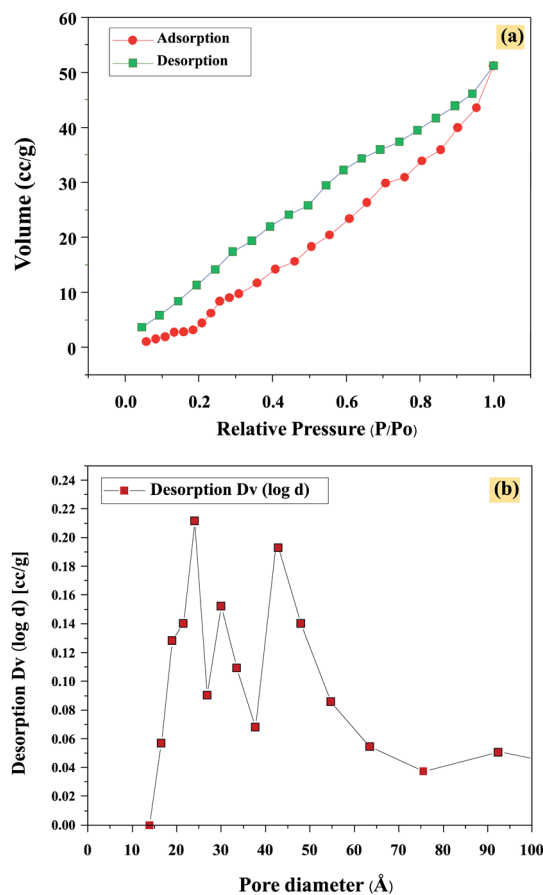 (a)
Adsorption
Desorption
Volume (cc/g)
60
50
40
30
20
10
0
0.0 0.2 0.4 0.6 0.8 1.0
Relative Pressure (P/Po)
(b)
Desorption Dv (log d)
Desorption Dv (log d) [cc/g]
0.24
0.22
0.20
0.18
0.16
0.14
0.12
0.10
0.08
0.06
0.04
0.02
0.00
0 10 20 30 40 50 60 70 80 90 100
Pore diameter (Å)